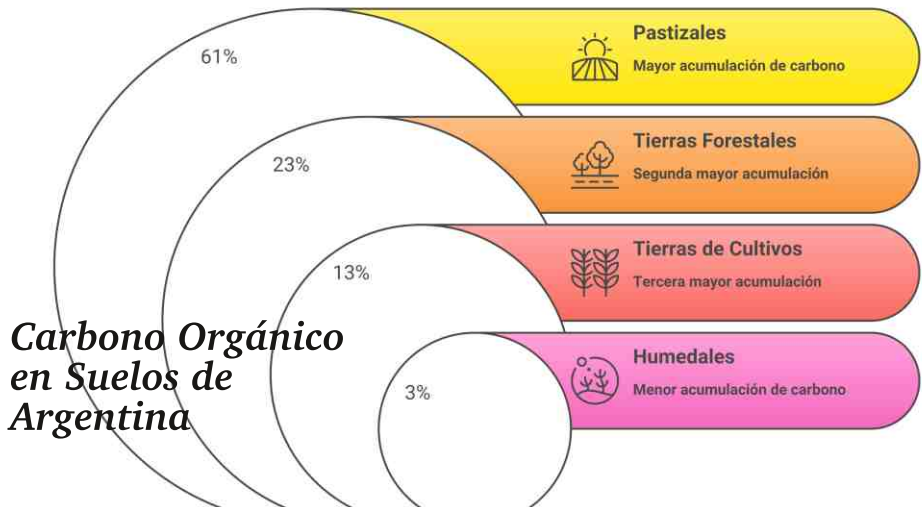 61%
Pastizales
Mayor acumulación de carbono
23%
Tierras Forestales
Segunda mayor acumulación
13%
Tierras de Cultivos
Tercera mayor acumulación
Carbono Orgánico
en Suelos de
Argentina
3%
Humedales
Menor acumulación de carbono